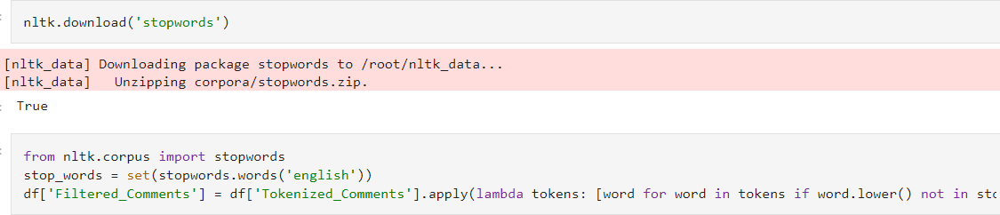 nltk.download('stopwords')
[nltk_data] Downloading package stopwords to /root/nltk_data...
[nltk_data]   Unzipping corpora/stopwords.zip.
True
from nltk.corpus import stopwords
stop_words = set(stopwords.words('english'))
df['Filtered_Comments'] = df['Tokenized_Comments'].apply(lambda tokens: [word for word in tokens if word.lower() not in